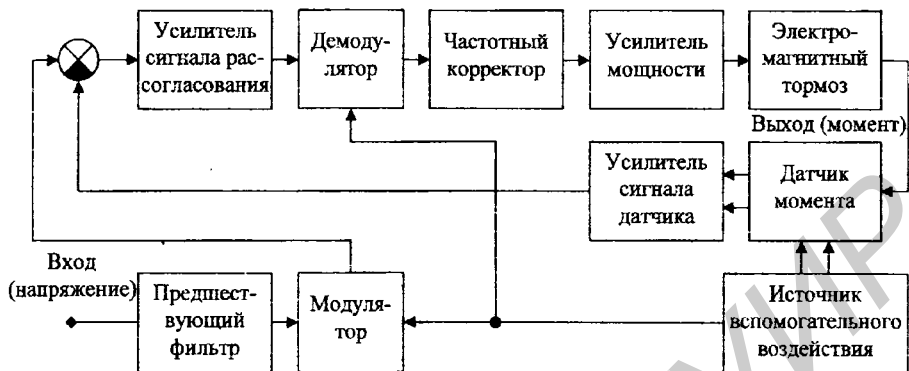 Усилитель
сигнала рас-
согласования
Демоду-
лятор
Частотный
корректор
Усилитель
мощности
Электро-
магнитный
тормоз
Выход (момент)
Усилитель
сигнала
датчика
Датчик
момента
Вход
(напряжение)
Предшест-
вующий
фильтр
Модуля-
тор
Источник
вспомогательного
воздействия
УИР